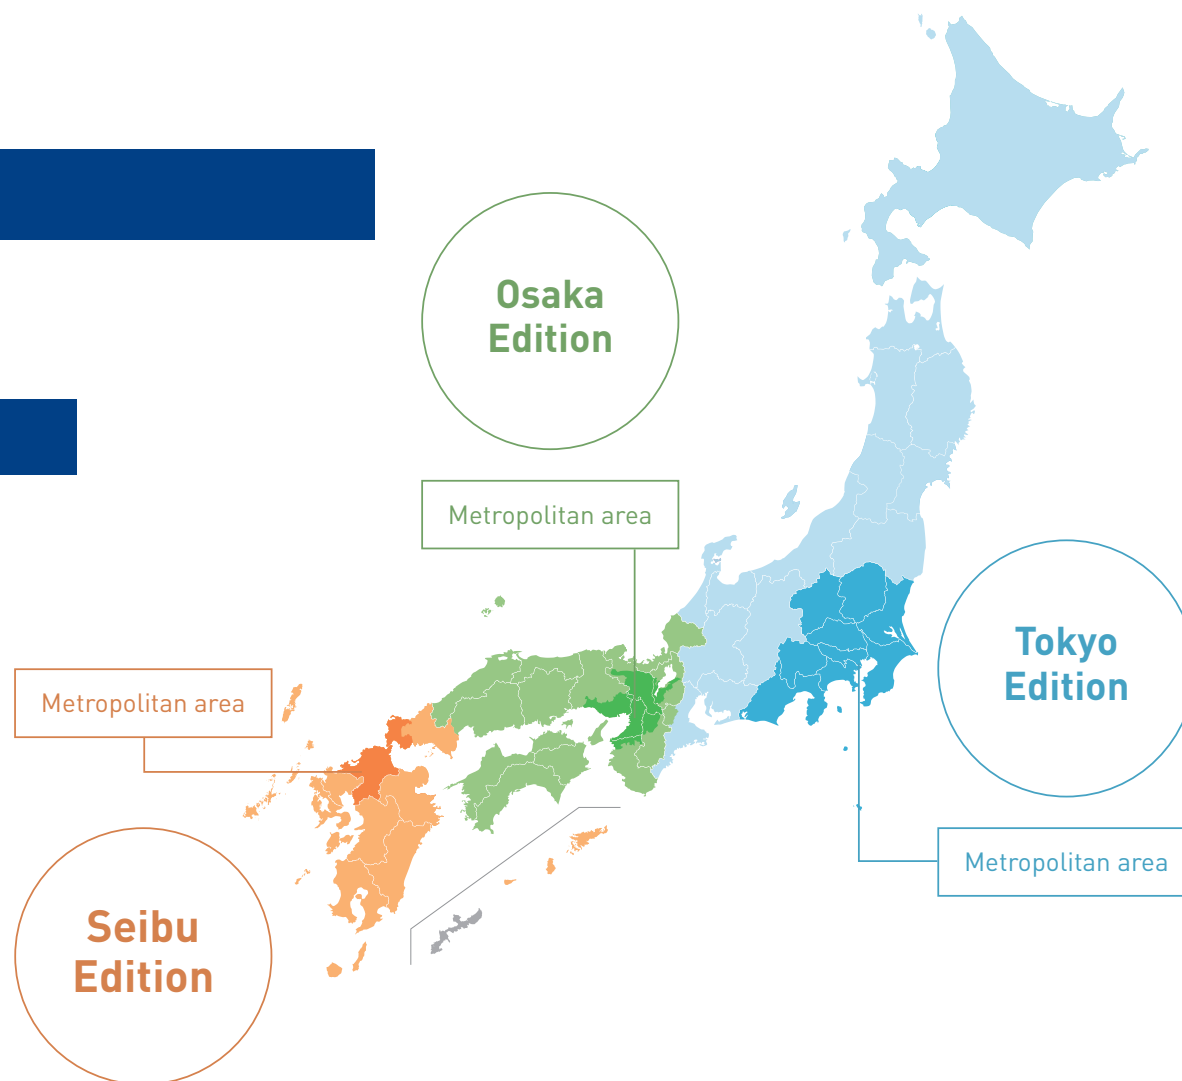 Osaka
Edition
Metropolitan area
Tokyo
Edition
Metropolitan area
Metropolitan area
Seibu
Edition